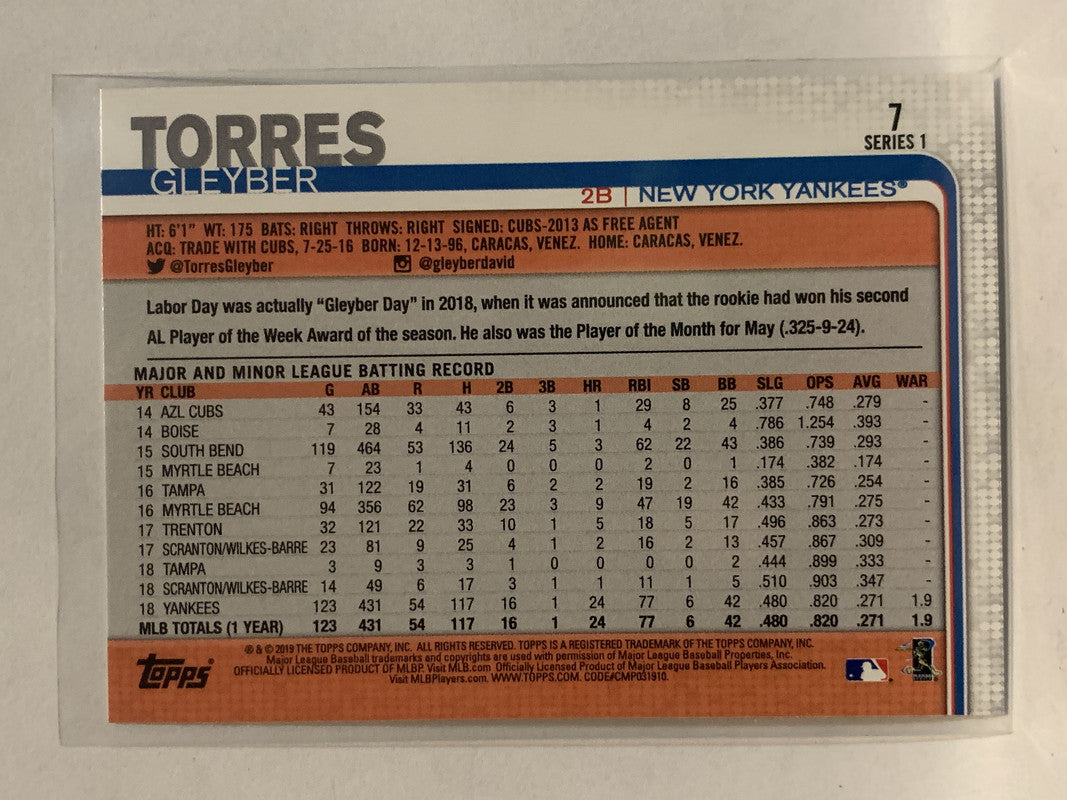 TORRES
GLEYBER
7
SERIES 1
2B | NEW YORK YANKEES®
HT: 6'1" WT: 175 BATS: RIGHT THROWS: RIGHT SIGNED: CUBS-2013 AS FREE AGENT
ACQ: TRADE WITH CUBS, 7-25-16 BORN: 12-13-96, CARACAS, VENEZ. HOME: CARACAS, VENEZ.
@TorresGleyber @gleyberdavid
Labor Day was actually “Gleyber Day” in 2018, when it was announced that the rookie had won his second
AL Player of the Week Award of the season. He also was the Player of the Month for May (.325-9-24).
MAJOR AND MINOR LEAGUE BATTING RECORD
YR CLUB G AB R H 2B 3B HR RBI SB BB SLG OPS AVG WAR
14 AZL CUBS 43 154 33 43 6 3 1 29 8 25 .377 .748 .279 -
14 BOISE 7 28 4 11 2 3 1 4 2 4 .786 1.254 .393 -
15 SOUTH BEND 119 464 53 136 24 5 3 62 22 43 .386 .739 .293 -
15 MYRTLE BEACH 7 23 1 4 0 0 0 2 0 1 .174 .382 .174 -
16 TAMPA 31 122 19 31 6 2 2 19 2 16 .385 .726 .254 -
16 MYRTLE BEACH 94 356 62 98 23 3 9 47 19 42 .433 .791 .275 -
17 TRENTON 32 121 22 33 10 1 5 18 5 17 .496 .863 .273 -
17 SCRANTON/WILKES-BARRE 23 81 9 25 4 1 2 16 2 13 .457 .867 .309 -
18 TAMPA 3 9 3 3 1 0 0 0 0 2 .444 .899 .333 -
18 SCRANTON/WILKES-BARRE 14 49 6 17 3 1 1 11 1 5 .510 .903 .347 -
18 YANKEES 123 431 54 117 16 1 24 77 6 42 .480 .820 .271 1.9
MLB TOTALS (1 YEAR) 123 431 54 117 16 1 24 77 6 42 .480 .820 .271 1.9
topps
® & © 2019 THE TOPPS COMPANY, INC. ALL RIGHTS RESERVED. TOPPS IS A REGISTERED TRADEMARK OF THE TOPPS COMPANY, INC.
Major League Baseball trademarks and copyrights are used with permission of Major League Baseball Properties, Inc.
OFFICIALLY LICENSED PRODUCT OF MLBP. Visit MLB.com Officially Licensed Product of Major League Baseball Players Association.
Visit MLBPlayers.com. WWW.TOPPS.COM. CODE#CMP031910.